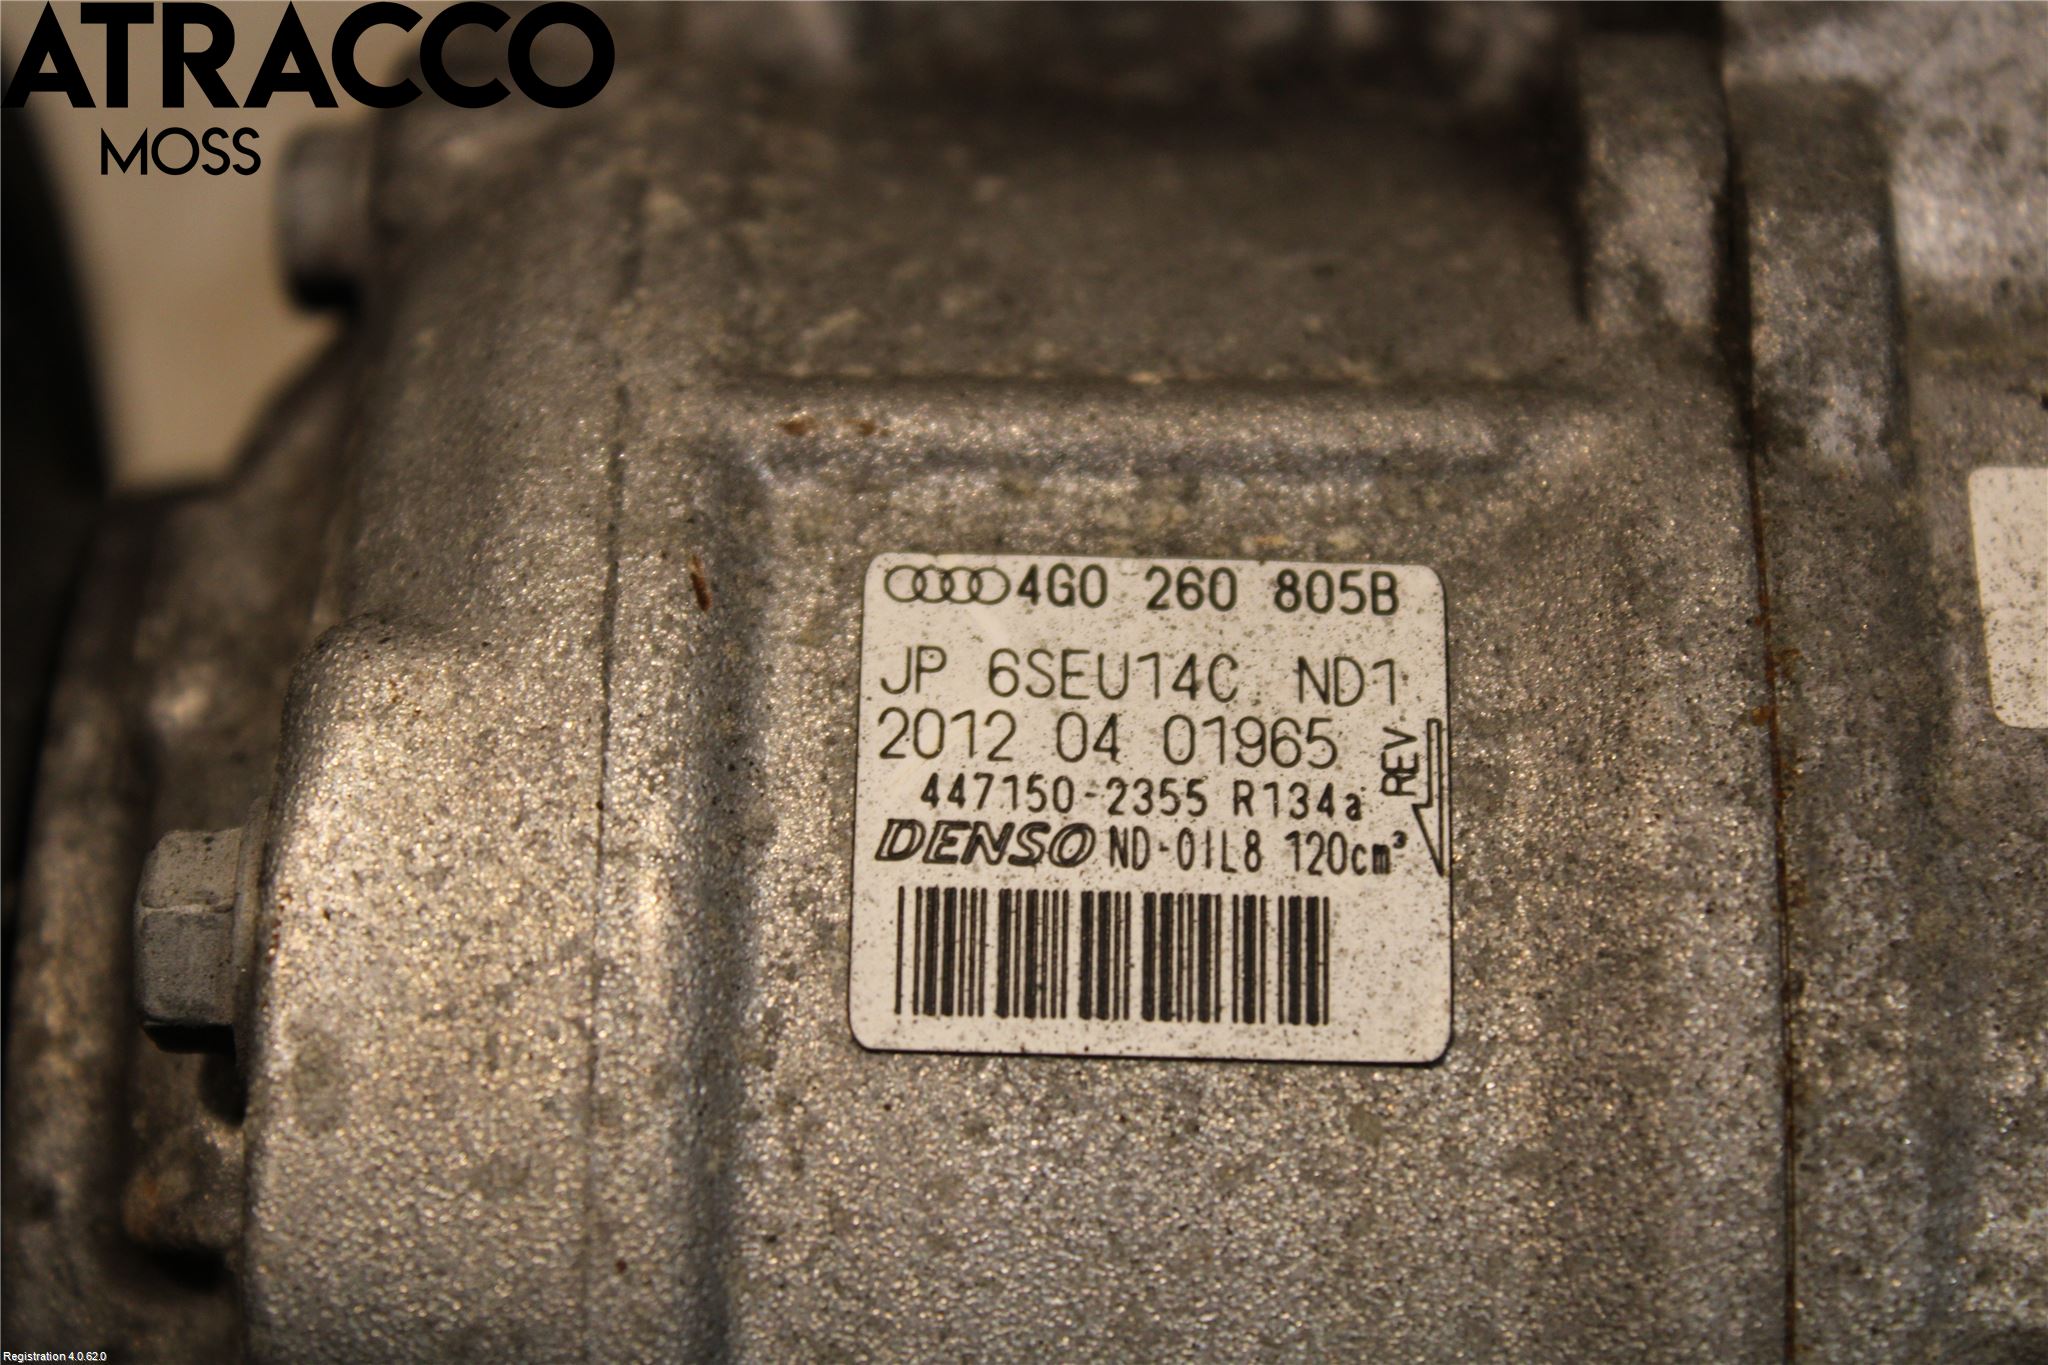 ATRACCO
MOSS
4G0 260 805B
JP 6SEU14C ND1
2012 04 01965
REV
447150-2355 R134a
DENSO ND-OIL8 120cm³
Registration 4.0.62.0